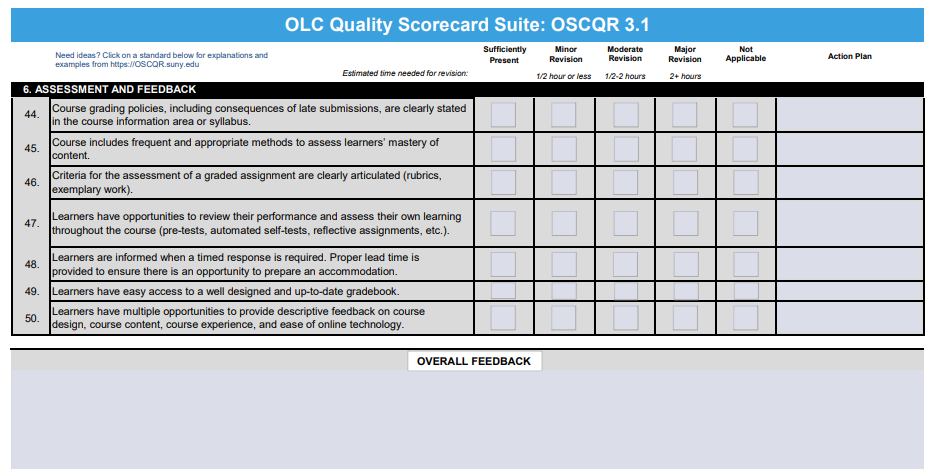 OLC Quality Scorecard Suite: OSCQR 3.1
Need ideas? Click on a standard below for explanations and
examples from https://OSCQR.suny.edu
Sufficiently
Present
Minor
Revision
Moderate
Revision
Major
Revision
Not
Applicable
Action Plan
Estimated time needed for revision:
1/2 hour or less
1/2-2 hours
2+ hours
6. ASSESSMENT AND FEEDBACK
44.
Course grading policies, including consequences of late submissions, are clearly stated
in the course information area or syllabus.
45.
Course includes frequent and appropriate methods to assess learners' mastery of
content.
46.
Criteria for the assessment of a graded assignment are clearly articulated (rubrics,
exemplary work).
47.
Learners have opportunities to review their performance and assess their own learning
throughout the course (pre-tests, automated self-tests, reflective assignments, etc.).
48.
Learners are informed when a timed response is required. Proper lead time is
provided to ensure there is an opportunity to prepare an accommodation.
49.
Learners have easy access to a well designed and up-to-date gradebook.
50.
Learners have multiple opportunities to provide descriptive feedback on course
design, course content, course experience, and ease of online technology.
OVERALL FEEDBACK